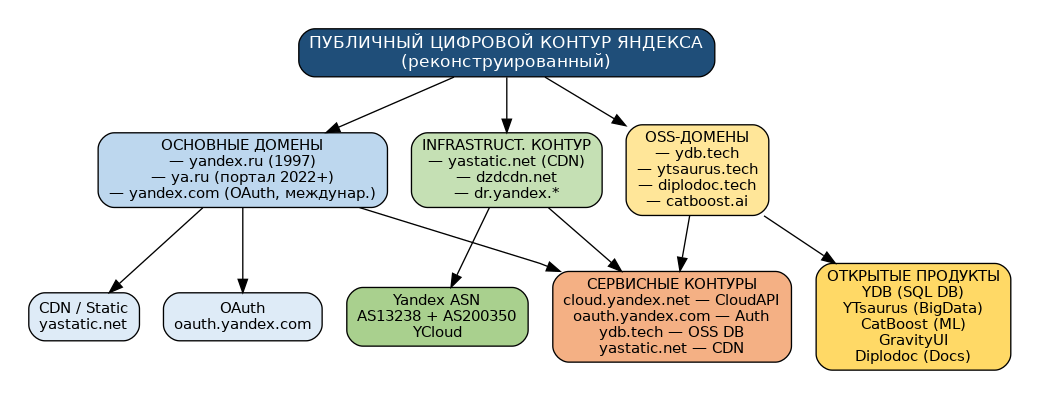 ПУБЛИЧНЫЙ ЦИФРОВОЙ КОНТУР ЯНДЕКСА
(реконструированный)
ОСНОВНЫЕ ДОМЕНЫ
— yandex.ru (1997)
— ya.ru (портал 2022+)
— yandex.com (OAuth, междунар.)
INFRASTRUCT. КОНТУР
— yastatic.net (CDN)
— dzdcdn.net
— dr.yandex.*
OSS-ДОМЕНЫ
— ydb.tech
— ytsaurus.tech
— diplodoc.tech
— catboost.ai
CDN / Static
yastatic.net
OAuth
oauth.yandex.com
Yandex ASN
AS13238 + AS200350
YCloud
СЕРВИСНЫЕ КОНТУРЫ
cloud.yandex.net — CloudAPI
oauth.yandex.com — Auth
ydb.tech — OSS DB
yastatic.net — CDN
ОТКРЫТЫЕ ПРОДУКТЫ
YDB (SQL DB)
YTsaurus (BigData)
CatBoost (ML)
GravityUI
Diplodoc (Docs)